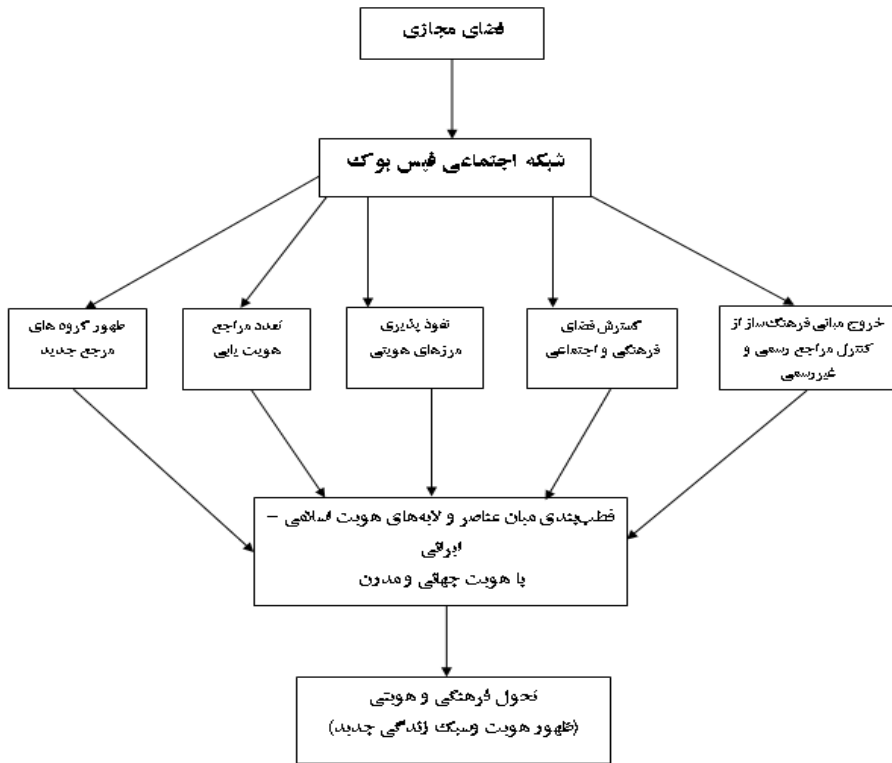 فضای مجازی
شبکه اجتماعی فیس بوک
خروج مبانی فرهنگ‌ساز از
کنترل مراجع رسمی و
غیررسمی
گسترش فضای
فرهنگی و اجتماعی
نفوذ پذیری
مرزهای هویتی
تعدد مراجع
هویت یابی
ظهور گروه های
مرجع جدید
قطب‌بندی میان عناصر و لایه‌های هویت اسلامی –
ایرانی
با هویت جهانی و مدرن
تحول فرهنگی و هویتی
(ظهور هویت وسبک زندگی جدید)